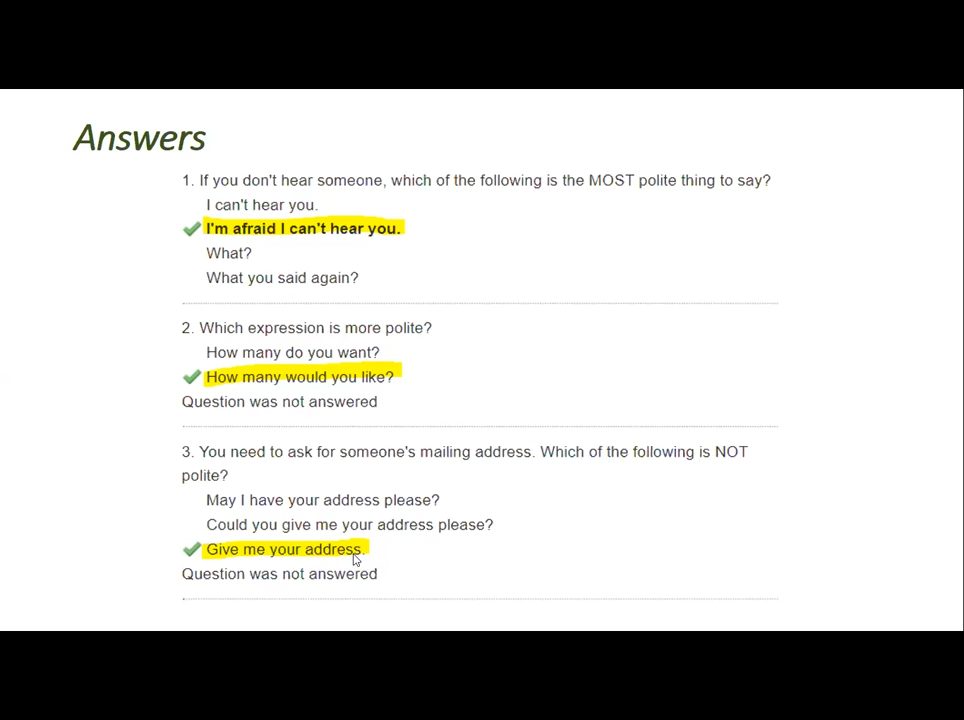 Answers
1. If you don't hear someone, which of the following is the MOST polite thing to say?
I can't hear you.
I'm afraid I can't hear you.
What?
What you said again?
2. Which expression is more polite?
How many do you want?
How many would you like?
Question was not answered
3. You need to ask for someone's mailing address. Which of the following is NOT
polite?
May I have your address please?
Could you give me your address please?
Give me your address.
Question was not answered